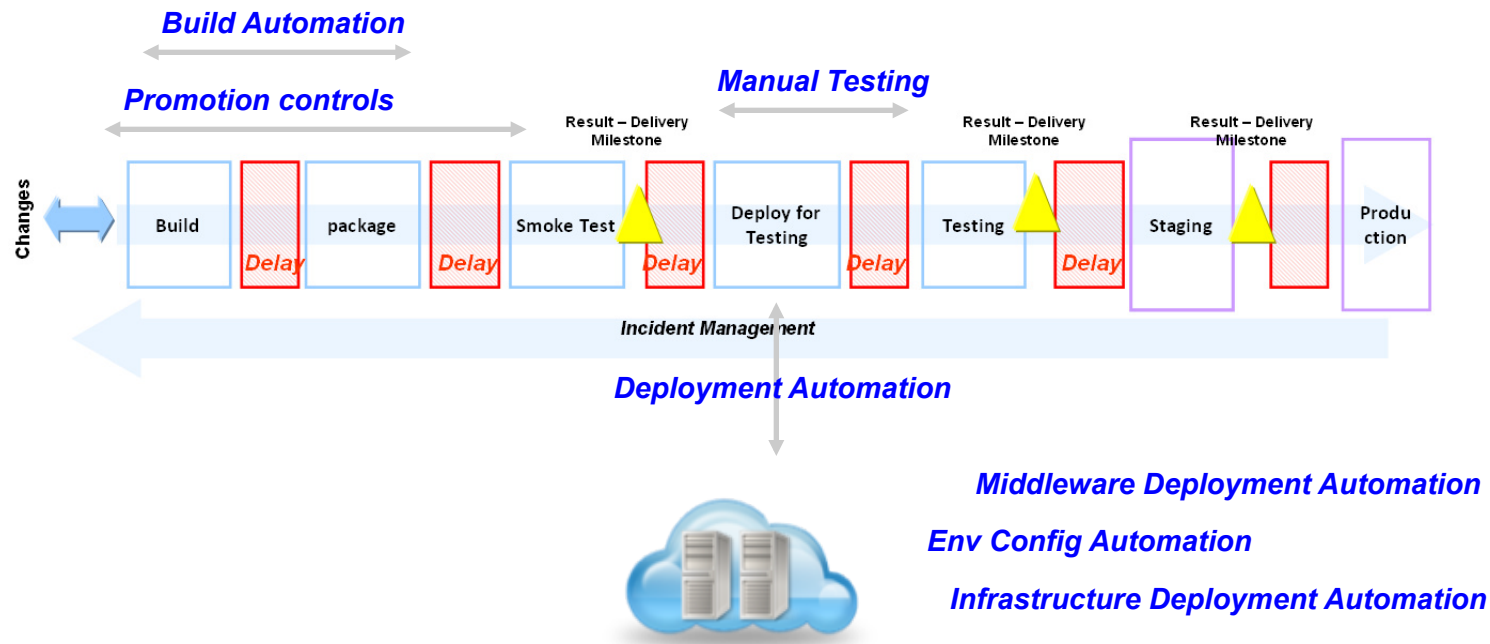 Build Automation
Promotion controls
Manual Testing
Result – Delivery
Milestone
Result – Delivery
Milestone
Result – Delivery
Milestone
Changes
Build
Delay
package
Delay
Smoke Test
Delay
Deploy for
Testing
Delay
Testing
Delay
Staging
Produ
ction
Incident Management
Deployment Automation
Middleware Deployment Automation
Env Config Automation
Infrastructure Deployment Automation